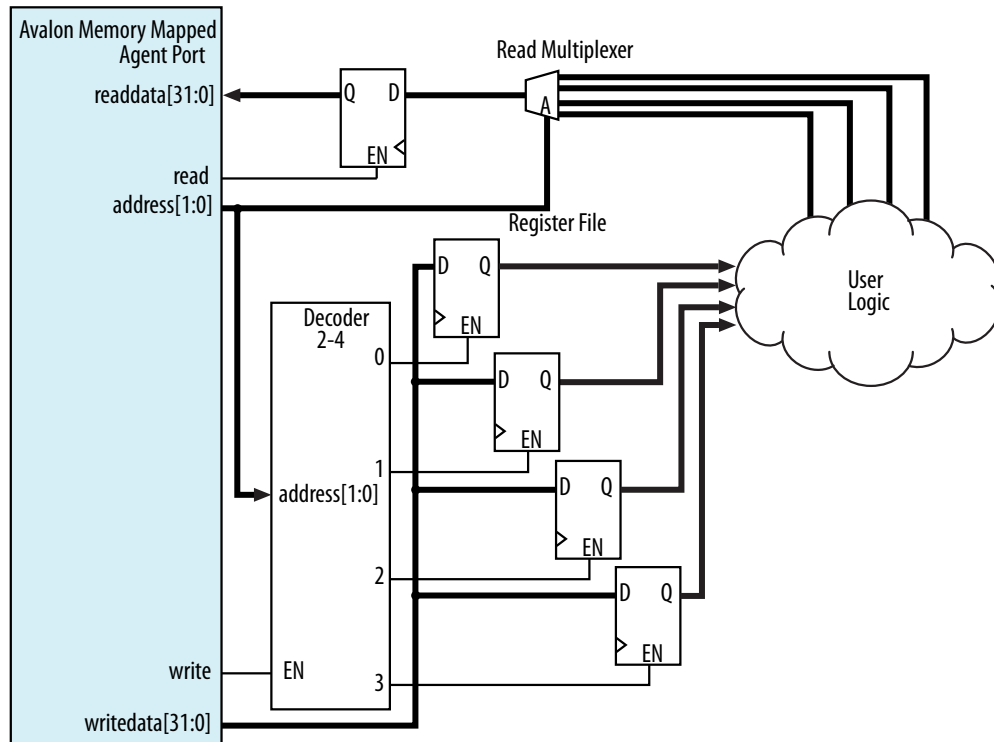 Avalon Memory Mapped
Agent Port
readdata[31:0]
read
address[1:0]
write
writedata[31:0]
Q D
EN
Read Multiplexer
A
Register File
D Q
EN
D Q
EN
D Q
EN
D Q
EN
Decoder
2-4
0
1
address[1:0]
2
EN
3
User
Logic